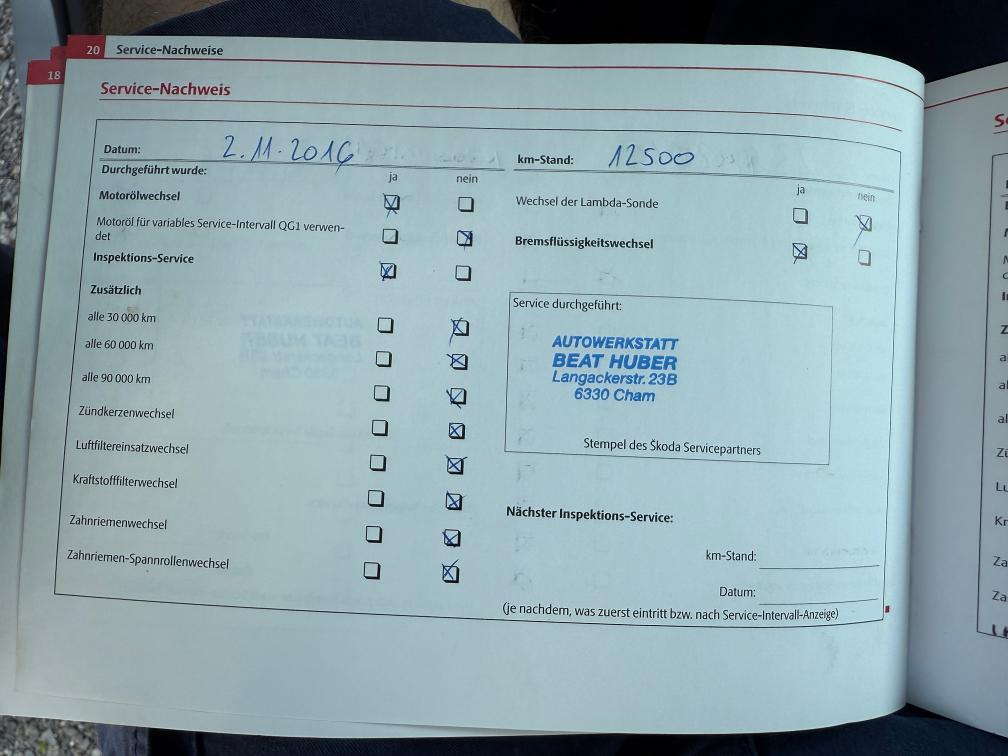 20 Service-Nachweise
18
Service-Nachweis
Datum: 2.11.2016
km-Stand: 12500
Durchgeführt wurde:
ja nein
Motorölwechsel
Motoröl für variables Service-Intervall QG1 verwen-
det
Inspektions-Service
Zusätzlich
alle 30 000 km
alle 60 000 km
alle 90 000 km
Zündkerzenwechsel
Luftfiltereinsatzwechsel
Kraftstofffilterwechsel
Zahnriemenwechsel
Zahnriemen-Spannrollenwechsel
ja nein
Wechsel der Lambda-Sonde
Bremsflüssigkeitswechsel
Service durchgeführt:
AUTOWERKSTATT
BEAT HUBER
Langackerstr. 23B
6330 Cham
Stempel des Škoda Servicepartners
Nächster Inspektions-Service:
km-Stand:
Datum:
(je nachdem, was zuerst eintritt bzw. nach Service-Intervall-Anzeige)